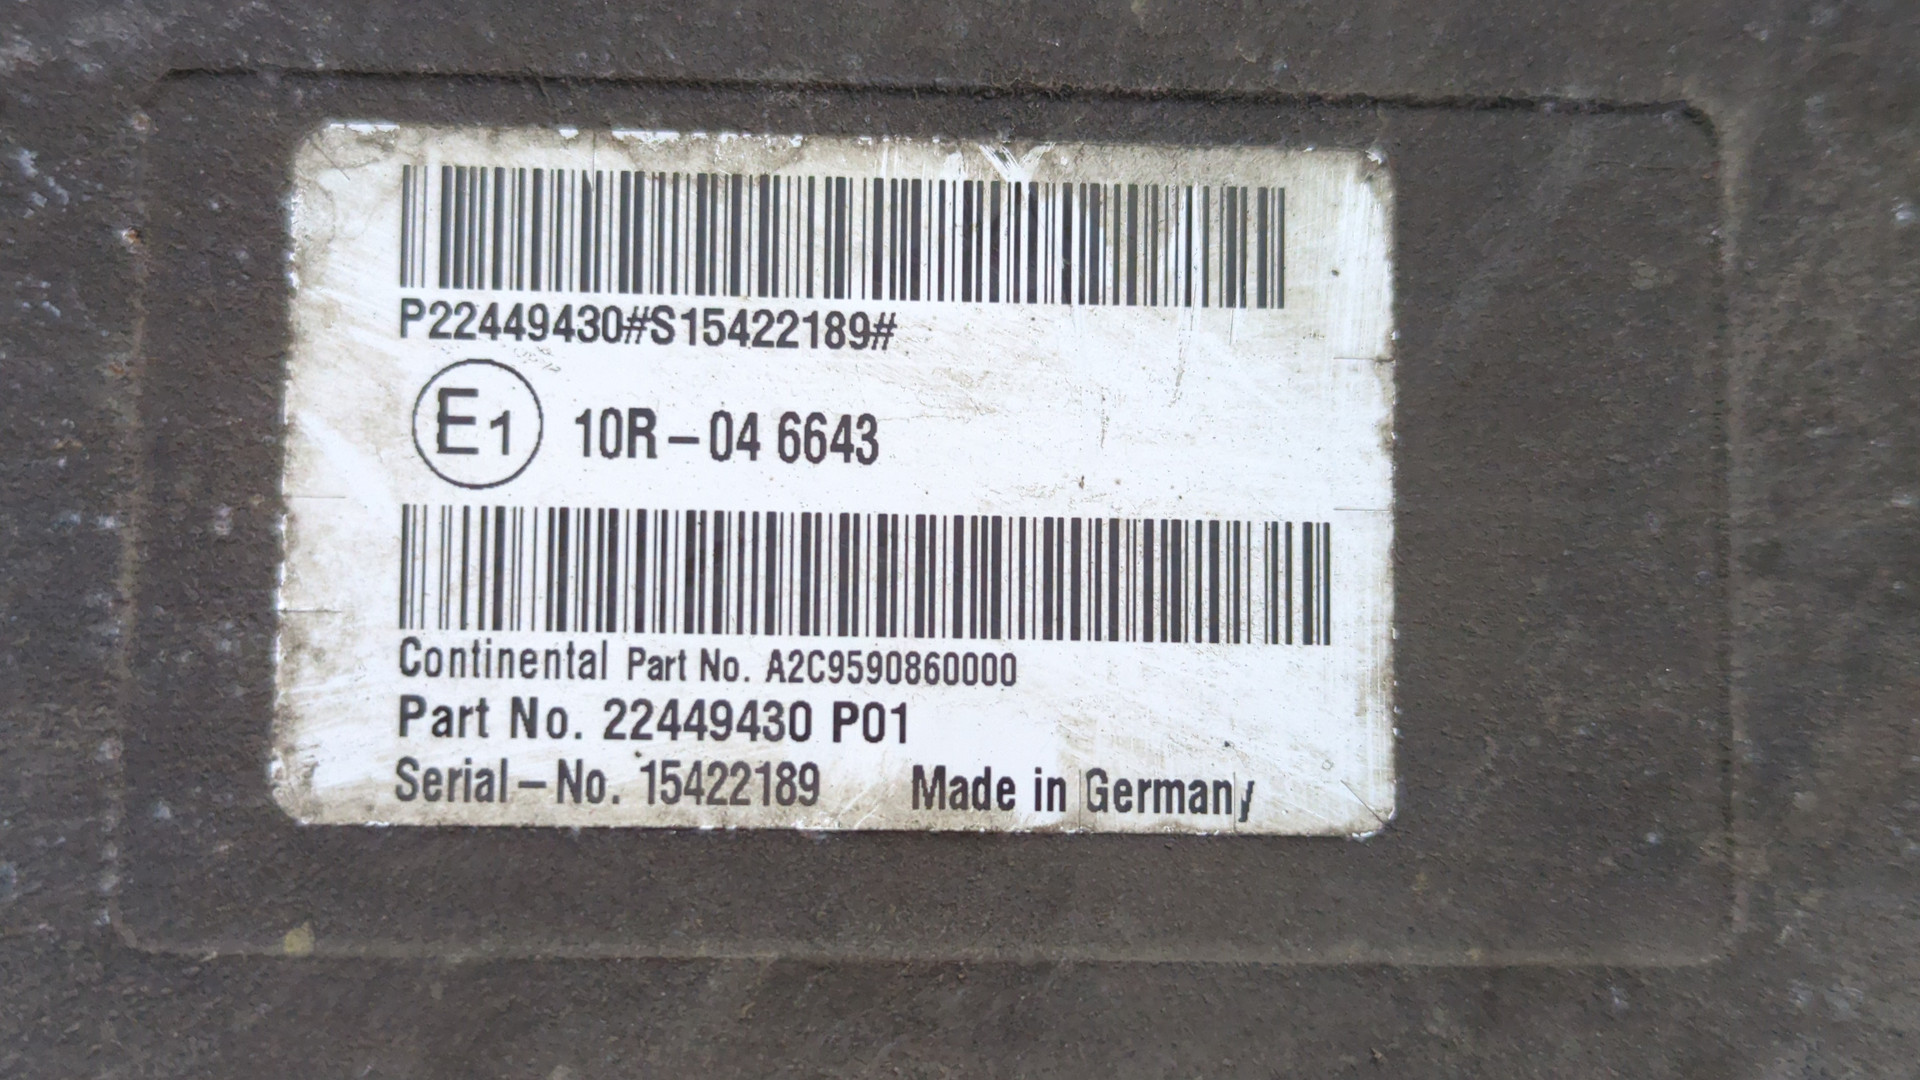 P22449430#S15422189#
E1 10R-04 6643
Continental Part No. A2C9590860000
Part No. 22449430 P01
Serial-No. 15422189 Made in Germany